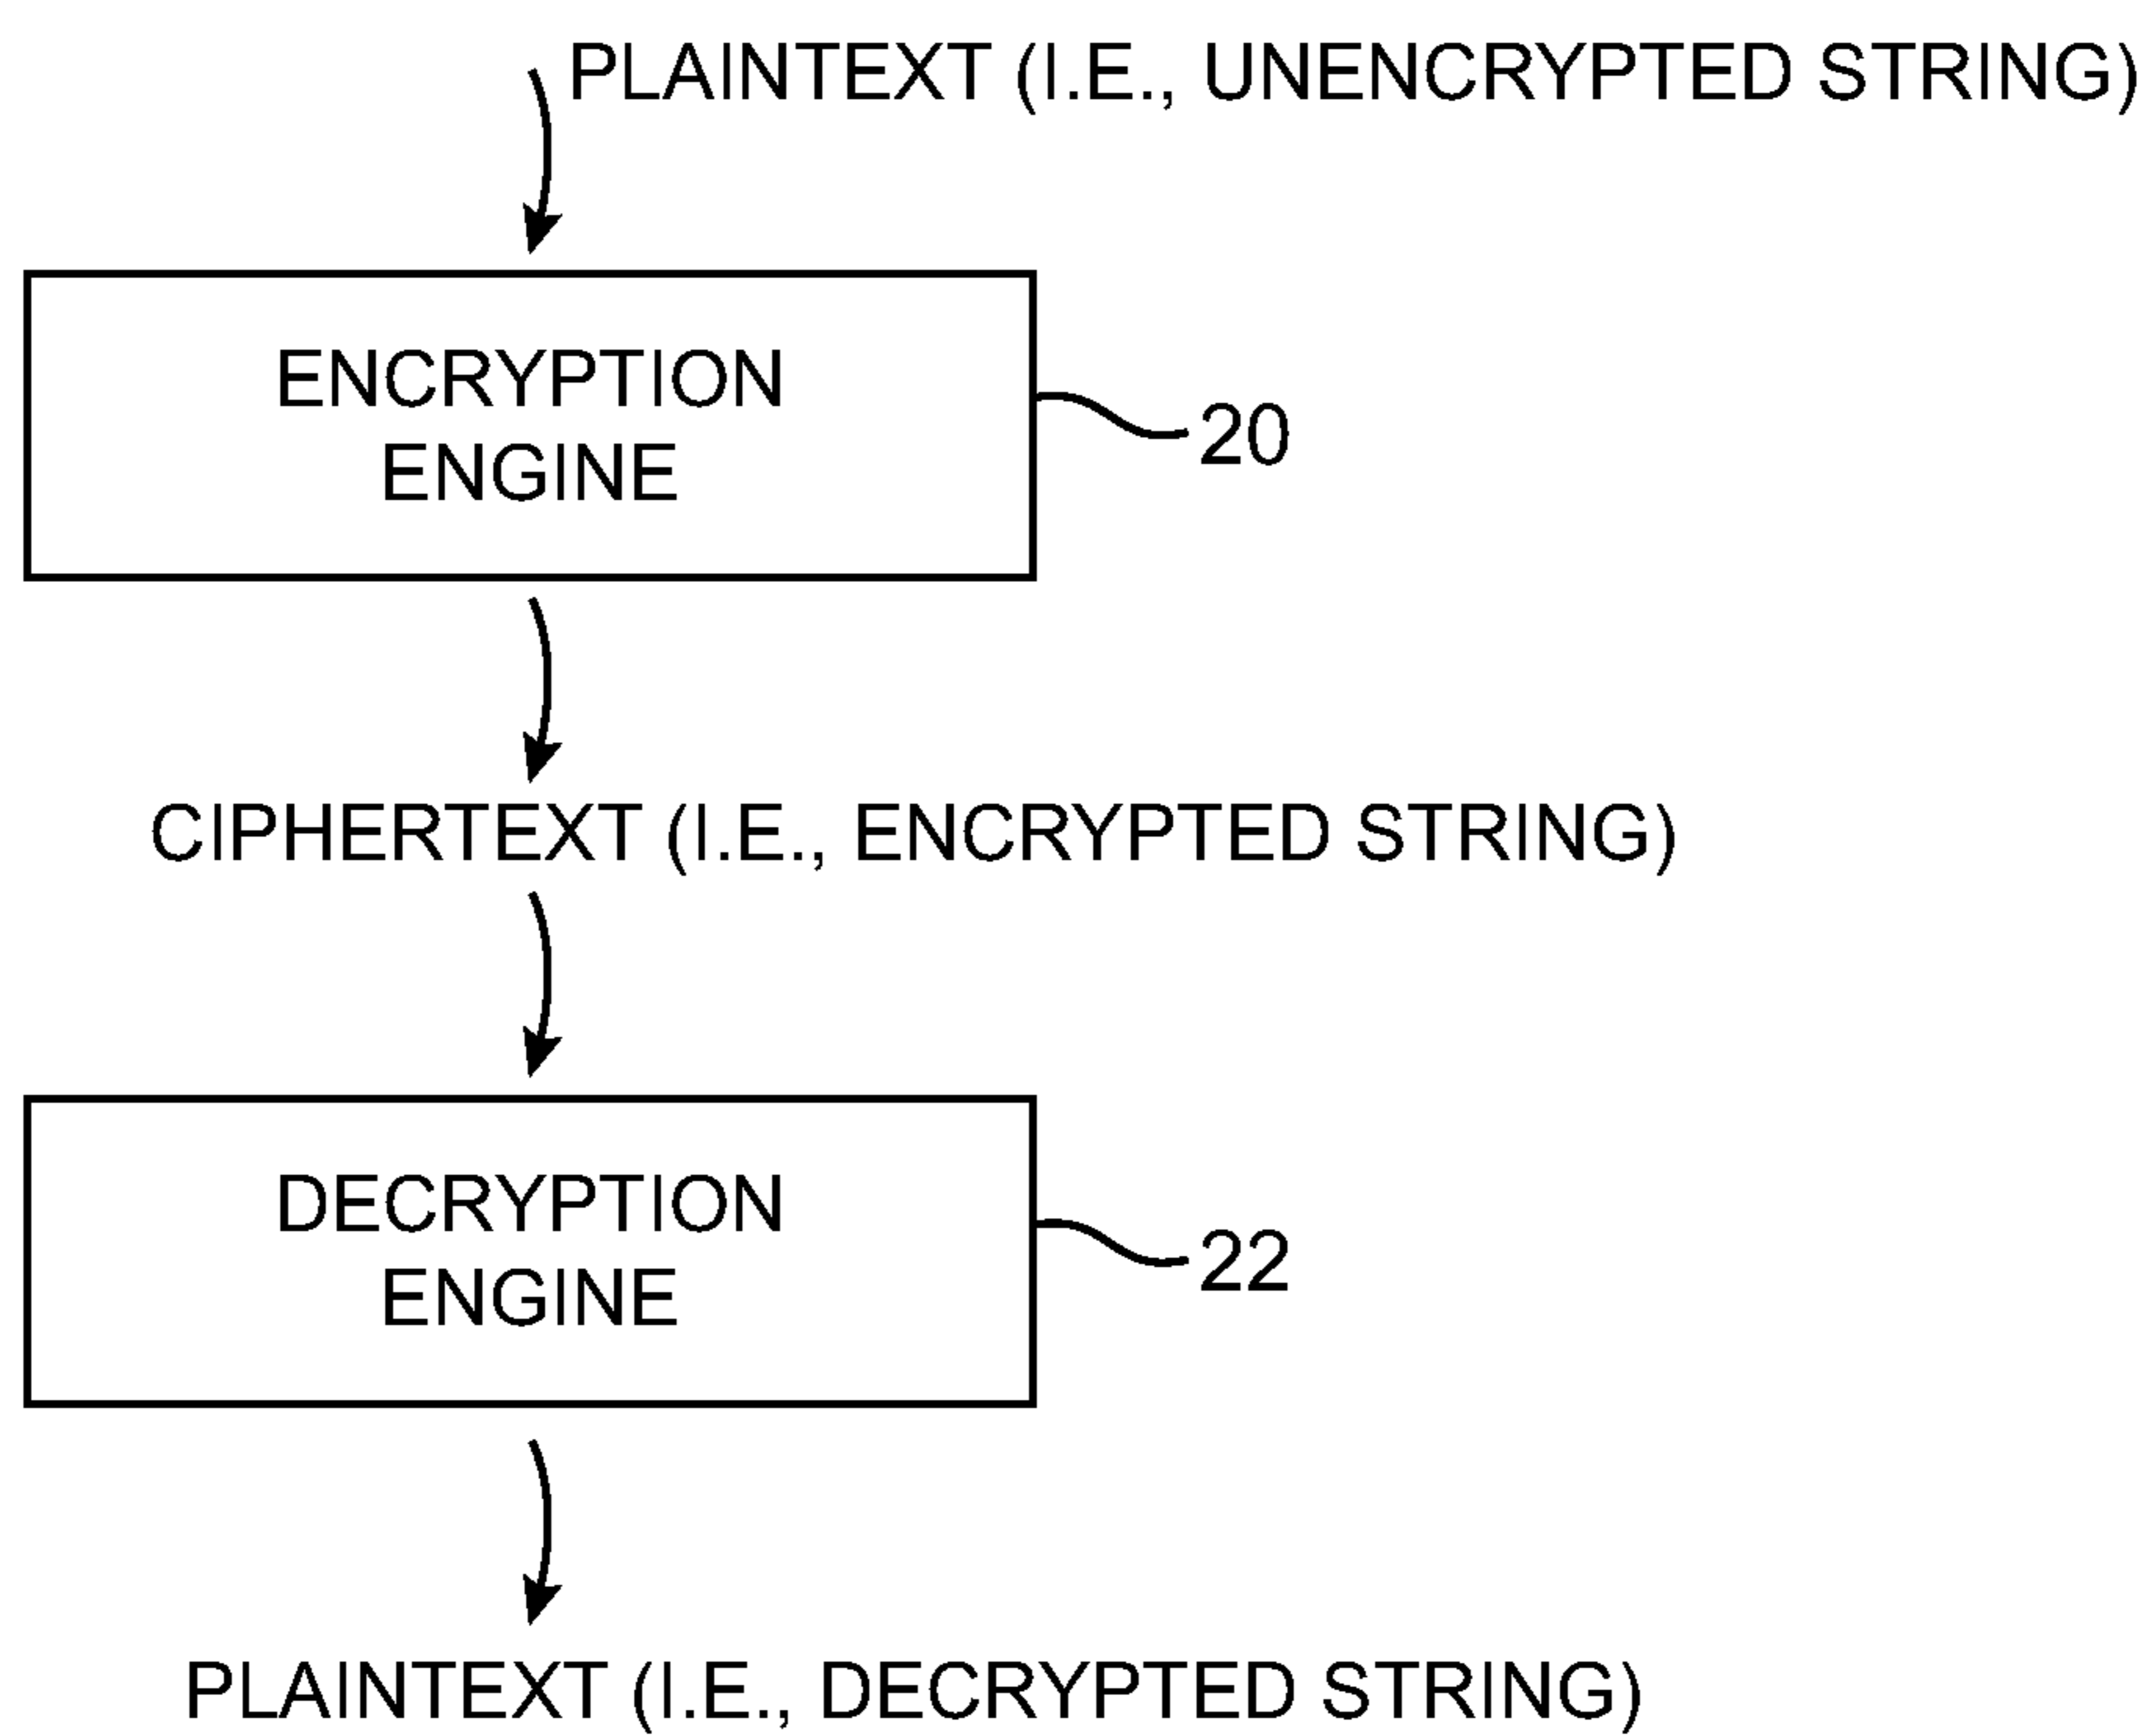 PLAINTEXT (I.E., UNENCRYPTED STRING)
ENCRYPTION
ENGINE
20
CIPHERTEXT (I.E., ENCRYPTED STRING)
DECRYPTION
ENGINE
22
PLAINTEXT (I.E., DECRYPTED STRING)